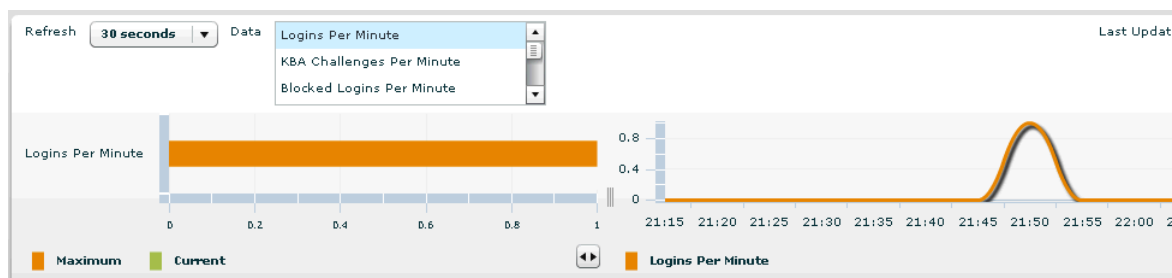 Refresh 30 seconds Data Logins Per Minute Last Updat
KBA Challenges Per Minute
Blocked Logins Per Minute
Logins Per Minute
0.8
0.4
0
0 0.2 0.4 0.6 0.8 1
21:15 21:20 21:25 21:30 21:35 21:40 21:45 21:50 21:55 22:00 2
Maximum Current Logins Per Minute